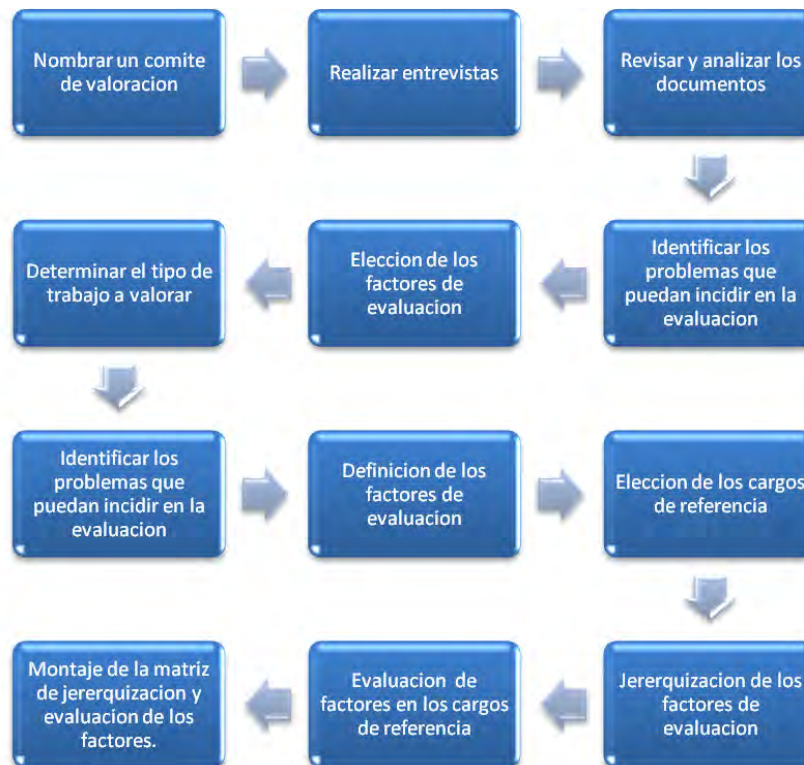 Nombrar un comite
de valoracion
Realizar entrevistas
Revisar y analizar los
documentos
Identificar los
problemas que
puedan incidir en la
evaluacion
Eleccion de los
factores de
evaluacion
Determinar el tipo de
trabajo a valorar
Identificar los
problemas que
puedan incidir en la
evaluacion
Definicion de los
factores de
evaluacion
Eleccion de los cargos
de referencia
Jererquizacion de los
factores de
evaluacion
Evaluacion de
factores en los cargos
de referencia
Montaje de la matriz
de jererquizacion y
evaluacion de los
factores.